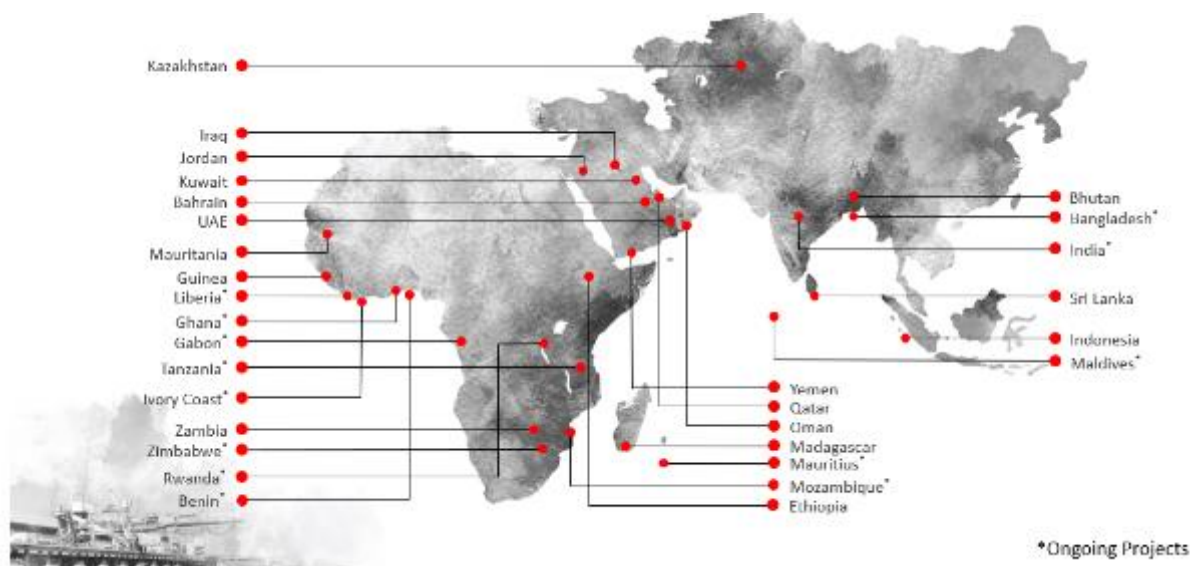 Kazakhstan
Iraq
Jordan
Kuwait
Bahrain
UAE
Mauritania
Guinea
Liberia*
Ghana*
Gabon*
Tanzania*
Ivory Coast*
Zambia
Zimbabwe*
Rwanda*
Benin*
Yemen
Qatar
Oman
Madagascar
Mauritius*
Mozambique*
Ethiopia
Bhutan
Bangladesh*
India*
Sri Lanka
Indonesia
Maldives*
*Ongoing Projects